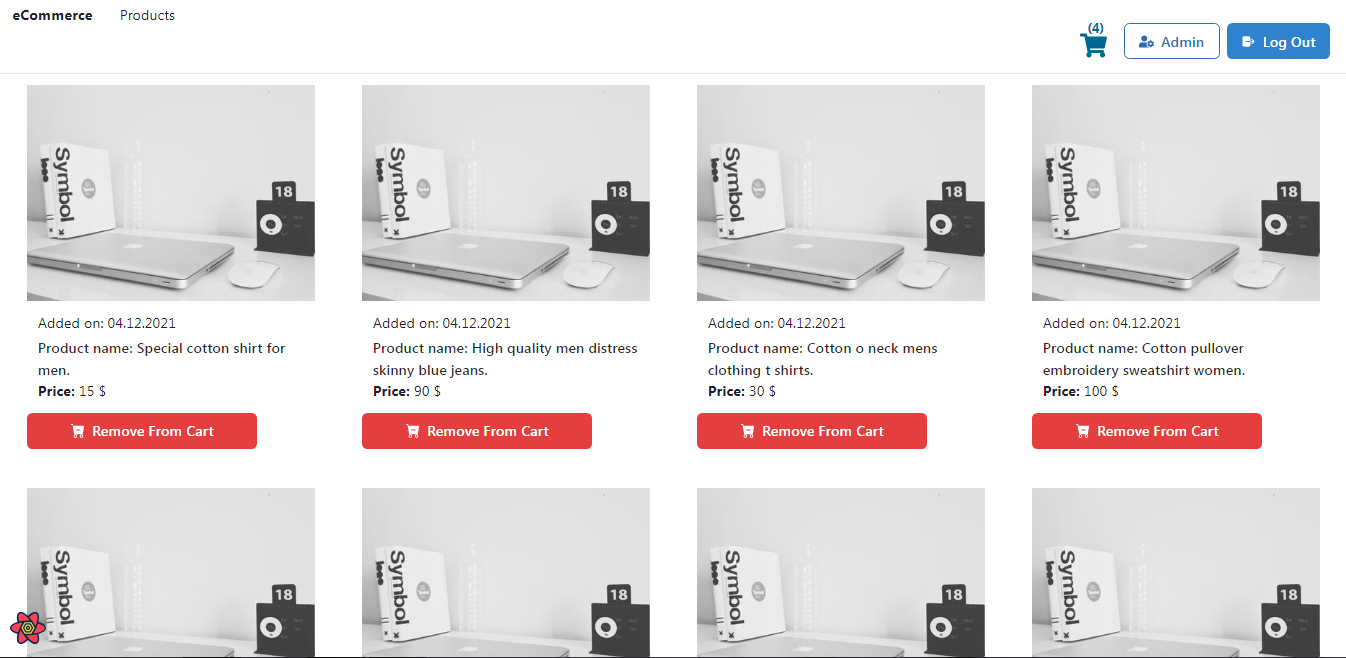 eCommerce Products
(4)
Admin
Log Out
Symbol
18
Symbol
18
Symbol
18
Symbol
18
Added on: 04.12.2021
Product name: Special cotton shirt for
men.
Price: 15 $
Remove From Cart
Added on: 04.12.2021
Product name: High quality men distress
skinny blue jeans.
Price: 90 $
Remove From Cart
Added on: 04.12.2021
Product name: Cotton o neck mens
clothing t shirts.
Price: 30 $
Remove From Cart
Added on: 04.12.2021
Product name: Cotton pullover
embroidery sweatshirt women.
Price: 100 $
Remove From Cart
Symbol
18
Symbol
18
Symbol
18
Symbol
18